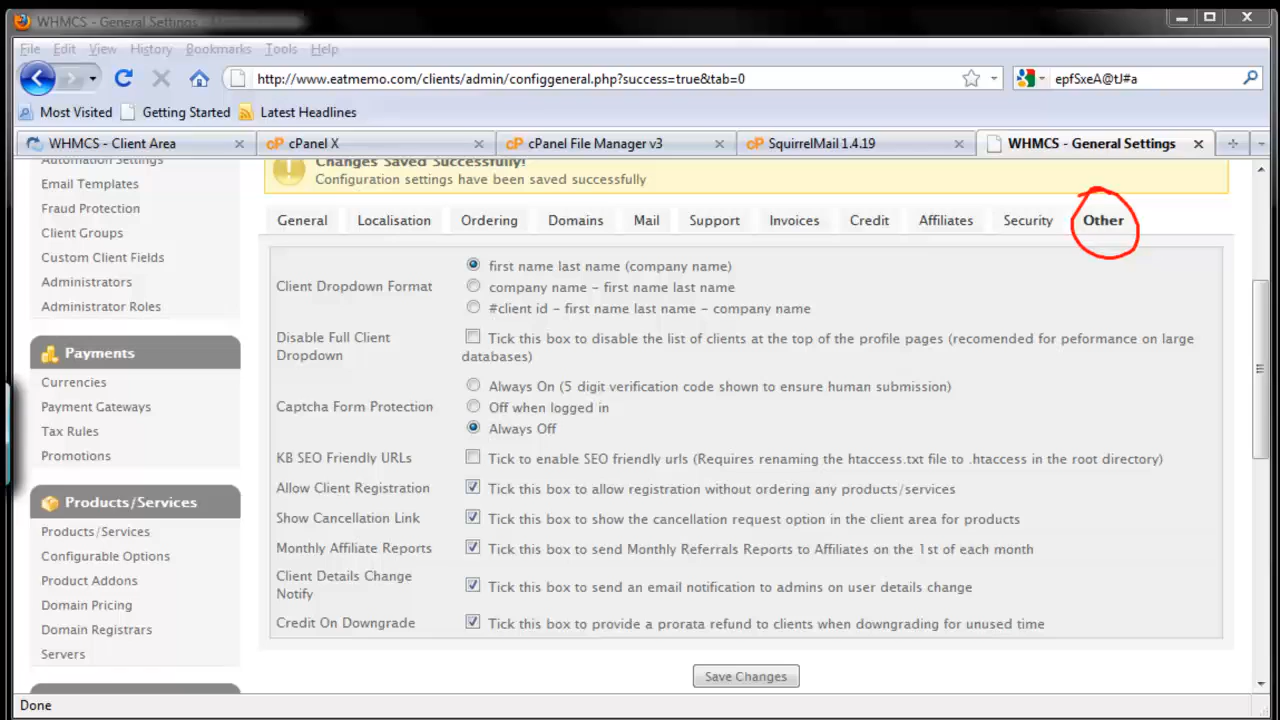 WHMCS - General Settings -
File Edit View History Bookmarks Tools Help
http://www.eatmemo.com/clients/admin/configgeneral.php?success=true&tab=0
epfSxeA@tJ#a
Most Visited Getting Started Latest Headlines
WHMCS - Client Area
cPanel X
cPanel File Manager v3
SquirrelMail 1.4.19
WHMCS - General Settings
Automation Settings
Email Templates
Fraud Protection
Client Groups
Custom Client Fields
Administrators
Administrator Roles
Payments
Currencies
Payment Gateways
Tax Rules
Promotions
Products/Services
Products/Services
Configurable Options
Product Addons
Domain Pricing
Domain Registrars
Servers
Changes Saved Successfully!
Configuration settings have been saved successfully
General Localisation Ordering Domains Mail Support Invoices Credit Affiliates Security Other
Client Dropdown Format
first name last name (company name)
company name - first name last name
#client id - first name last name - company name
Disable Full Client
Dropdown
Tick this box to disable the list of clients at the top of the profile pages (recomended for peformance on large
databases)
Captcha Form Protection
Always On (5 digit verification code shown to ensure human submission)
Off when logged in
Always Off
KB SEO Friendly URLs
Tick to enable SEO friendly urls (Requires renaming the htaccess.txt file to .htaccess in the root directory)
Allow Client Registration
Tick this box to allow registration without ordering any products/services
Show Cancellation Link
Tick this box to show the cancellation request option in the client area for products
Monthly Affiliate Reports
Tick this box to send Monthly Referrals Reports to Affiliates on the 1st of each month
Client Details Change
Notify
Tick this box to send an email notification to admins on user details change
Credit On Downgrade
Tick this box to provide a prorata refund to clients when downgrading for unused time
Save Changes
Done